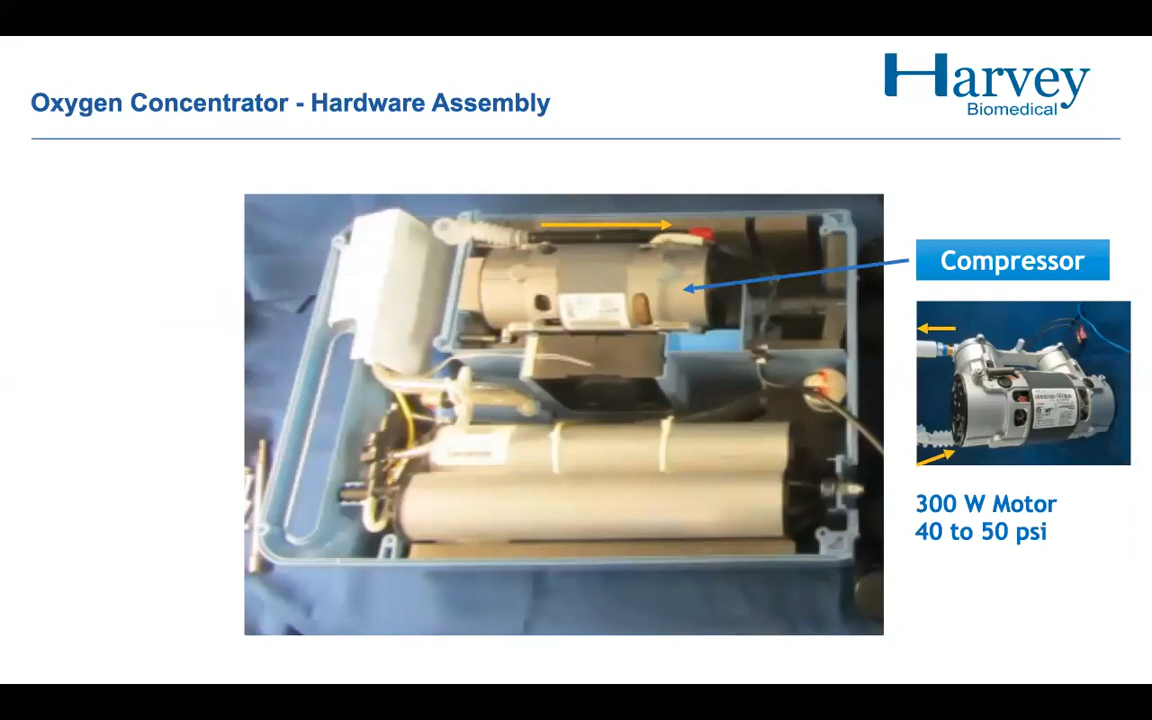 Oxygen Concentrator - Hardware Assembly
Harvey
Biomedical
Compressor
300 W Motor
40 to 50 psi